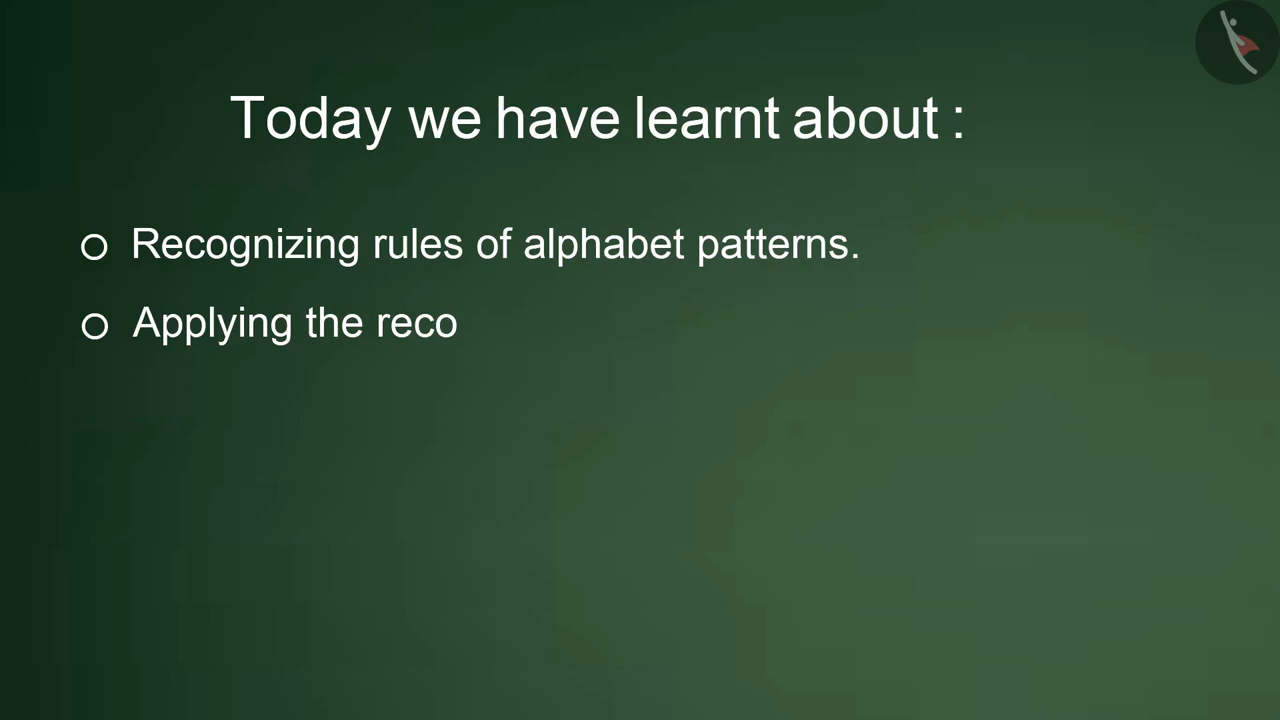 Today we have learnt about :
Recognizing rules of alphabet patterns.
Applying the reco